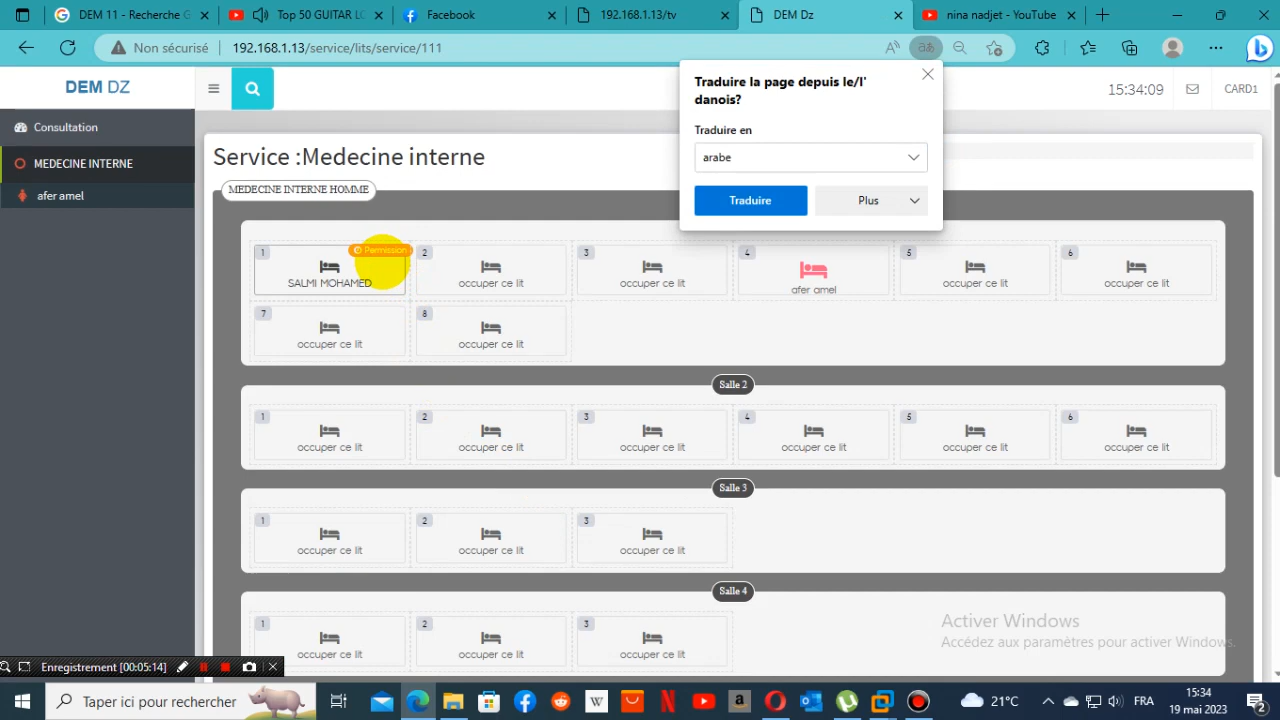 DEM 11 - Recherche G
Top 50 GUITAR LO
Facebook
192.168.1.13/tv
DEM Dz
nina nadjet - YouTube
Non sécurisé
192.168.1.13/service/lits/service/111
DEM DZ
15:34:09
CARD1
Traduire la page depuis le/l'
danois?
Traduire en
arabe
Traduire
Plus
Consultation
MEDECINE INTERNE
afer amel
Service :Medecine interne
MEDECINE INTERNE HOMME
1
Permission
SALMI MOHAMED
2
occuper ce lit
3
occuper ce lit
4
afer amel
5
occuper ce lit
6
occuper ce lit
7
occuper ce lit
8
occuper ce lit
Salle 2
1
occuper ce lit
2
occuper ce lit
3
occuper ce lit
4
occuper ce lit
5
occuper ce lit
6
occuper ce lit
Salle 3
1
occuper ce lit
2
occuper ce lit
3
occuper ce lit
Salle 4
1
occuper ce lit
2
occuper ce lit
3
occuper ce lit
Activer Windows
Accédez aux paramètres pour activer Windows.
Enregistrement [00:05:14]
Taper ici pour rechercher
21°C
FRA
15:34
19 mai 2023
2